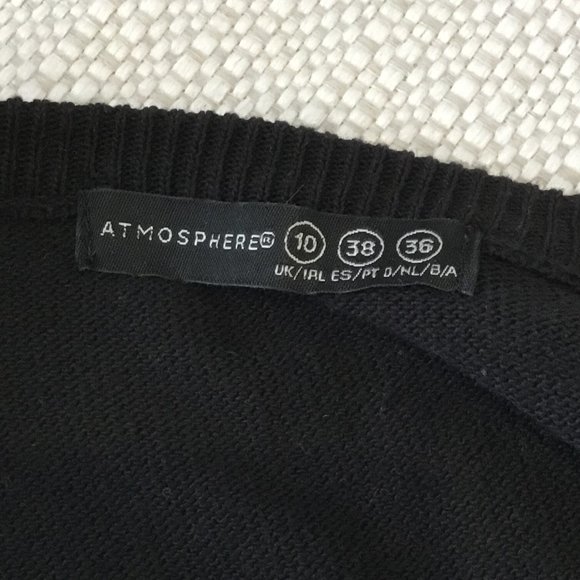 ATMOSPHERE® 10 38 36
UK/IRL ES/PT D/NL/B/A